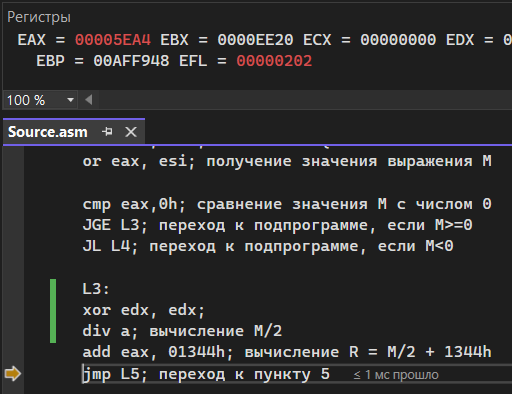 Регистры
EAX = 00005EA4 EBX = 0000EE20 ECX = 00000000 EDX = 0
EBP = 00AFF948 EFL = 00000202
100 %
Source.asm
or eax, esi; получение значения выражения M
cmp eax,0h; сравнение значения M с числом 0
JGE L3; переход к подпрограмме, если M>=0
JL L4; переход к подпрограмме, если M<0
L3:
xor edx, edx;
div a; вычисление M/2
add eax, 01344h; вычисление R = M/2 + 1344h
jmp L5; переход к пункту 5 ≤ 1 мс прошло